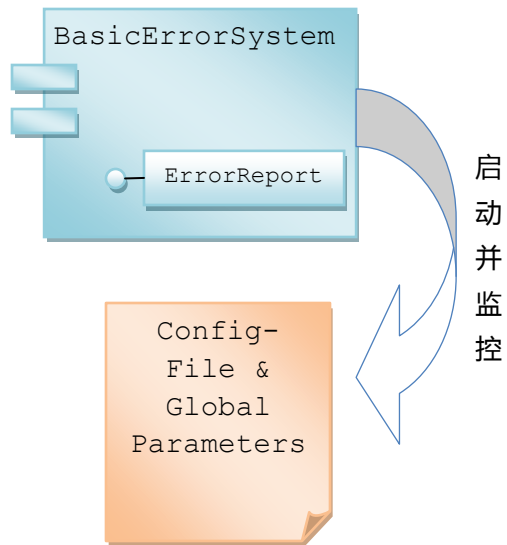 BasicErrorSystem
ErrorReport
启动并监控
Config-
File &
Global
Parameters